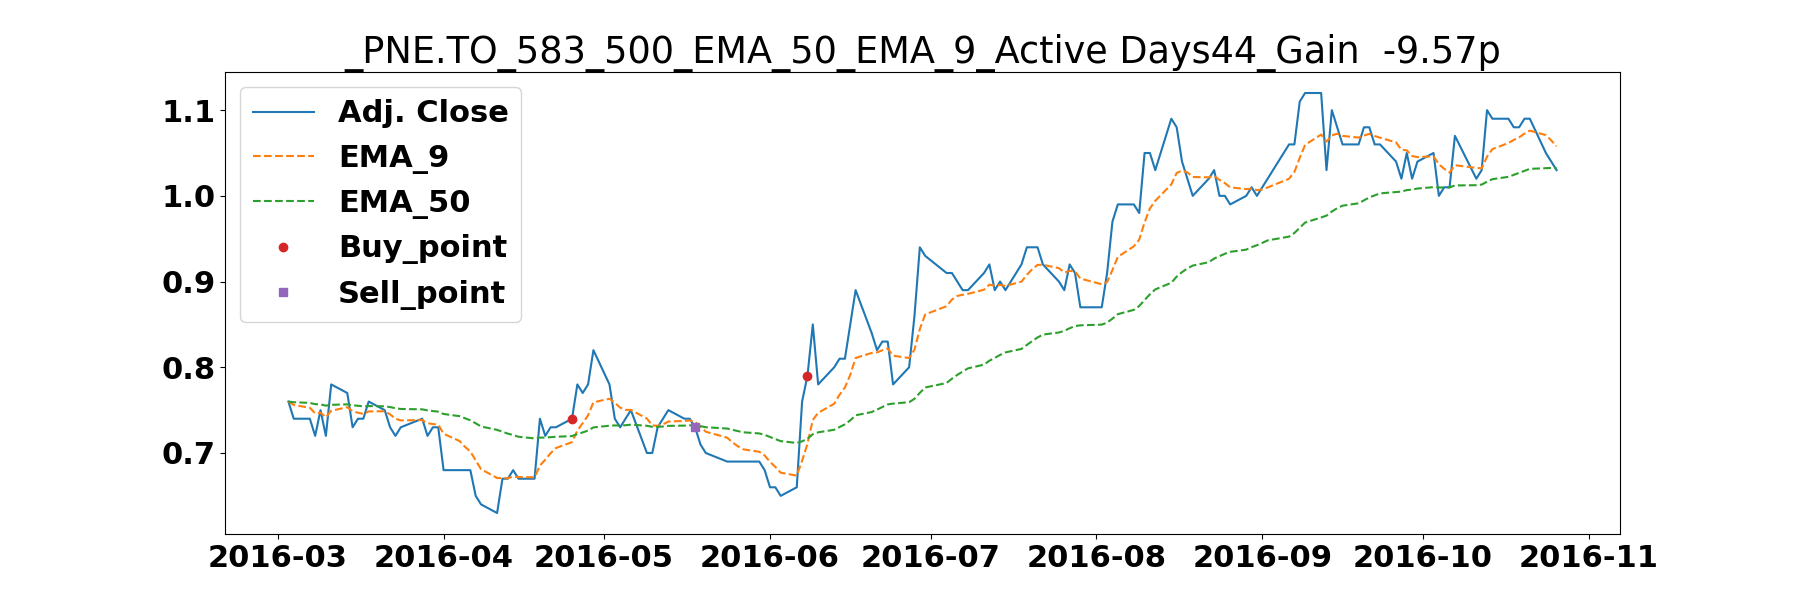 _PNE.TO_583_500_EMA_50_EMA_9_Active Days44_Gain  -9.57p
Adj. Close
EMA_9
EMA_50
Buy_point
Sell_point
1.1
1.0
0.9
0.8
0.7
2016-03 2016-04 2016-05 2016-06 2016-07 2016-08 2016-09 2016-10 2016-11